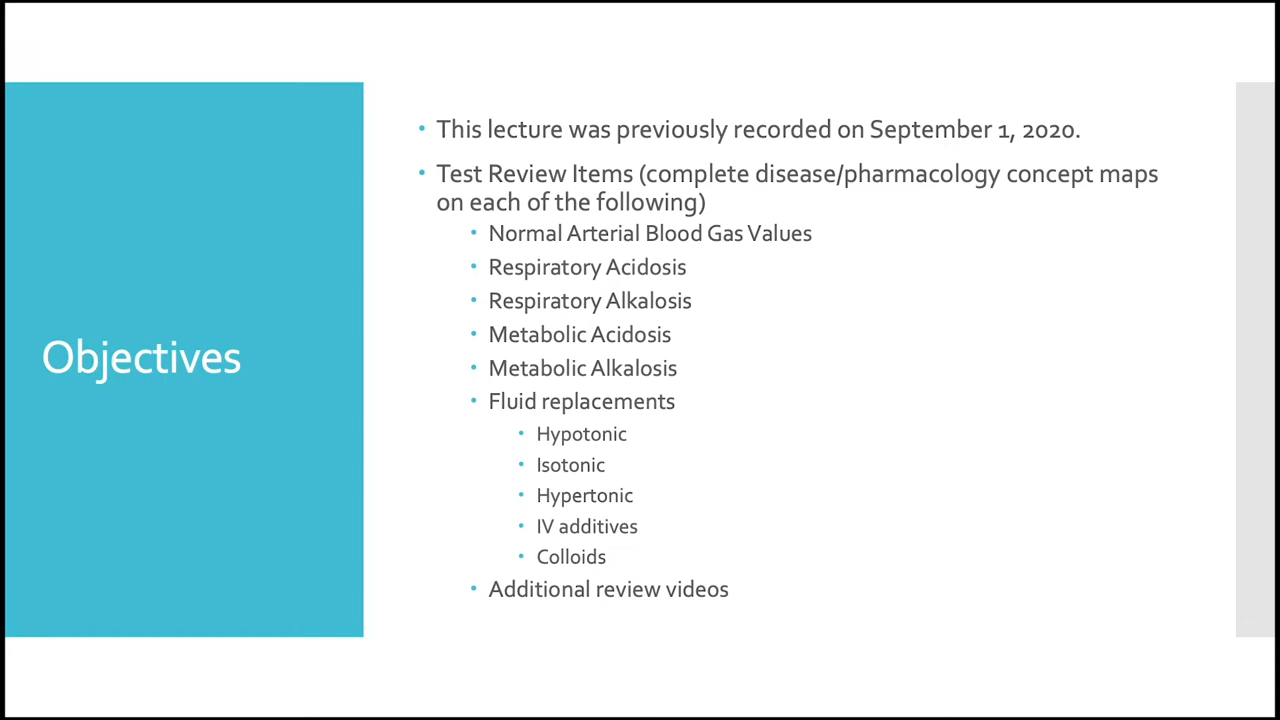 Objectives
• This lecture was previously recorded on September 1, 2020.
• Test Review Items (complete disease/pharmacology concept maps
on each of the following)
• Normal Arterial Blood Gas Values
• Respiratory Acidosis
• Respiratory Alkalosis
• Metabolic Acidosis
• Metabolic Alkalosis
• Fluid replacements
• Hypotonic
• Isotonic
• Hypertonic
• IV additives
• Colloids
• Additional review videos